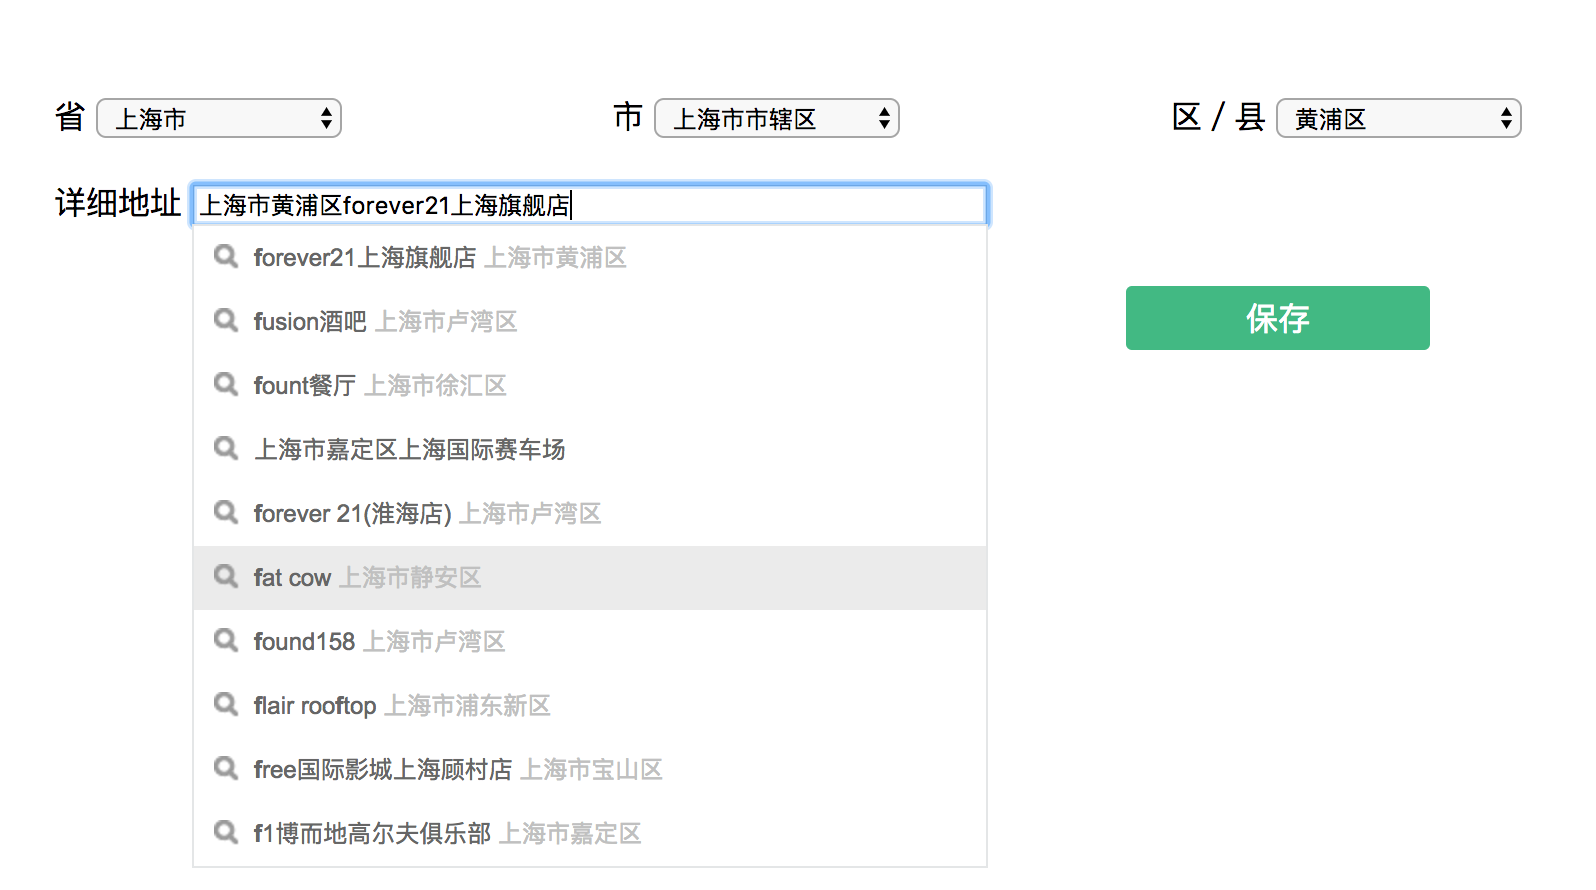 省 上海市 市 上海市市辖区 区 / 县 黄浦区
详细地址 上海市黄浦区forever21上海旗舰店
forever21上海旗舰店 上海市黄浦区
保存
fusion酒吧 上海市卢湾区
fount餐厅 上海市徐汇区
上海市嘉定区上海国际赛车场
forever 21(淮海店) 上海市卢湾区
fat cow 上海市静安区
found158 上海市卢湾区
flair rooftop 上海市浦东新区
free国际影城上海顾村店 上海市宝山区
f1博而地高尔夫俱乐部 上海市嘉定区